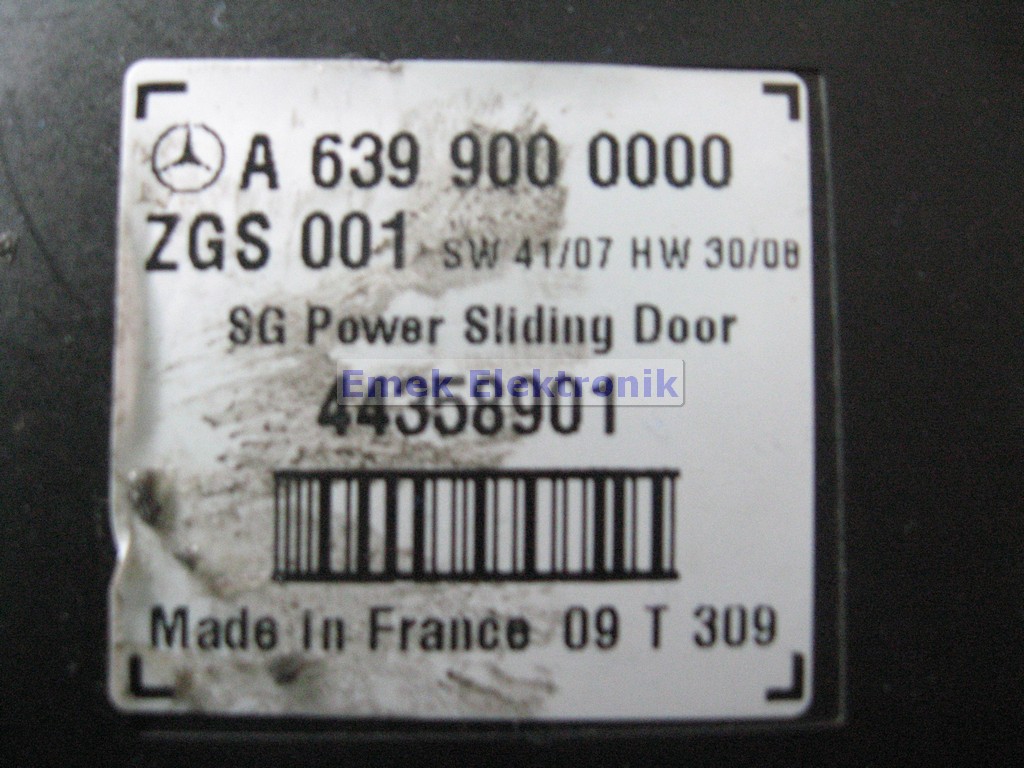 A 639 900 0000
ZGS 001 SW 41/07 HW 30/08
SG Power Sliding Door
Emek Elektronik
44358901
Made in France 09 T 309